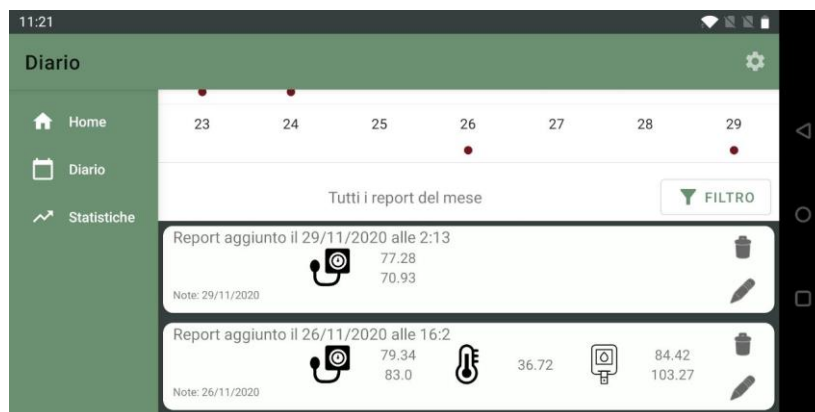 11:21
Diario
Home
Diario
Statistiche
23 24 25 26 27 28 29
Tutti i report del mese
FILTRO
Report aggiunto il 29/11/2020 alle 2:13
77.28
70.93
Note: 29/11/2020
Report aggiunto il 26/11/2020 alle 16:2
79.34 36.72 84.42
83.0 103.27
Note: 26/11/2020